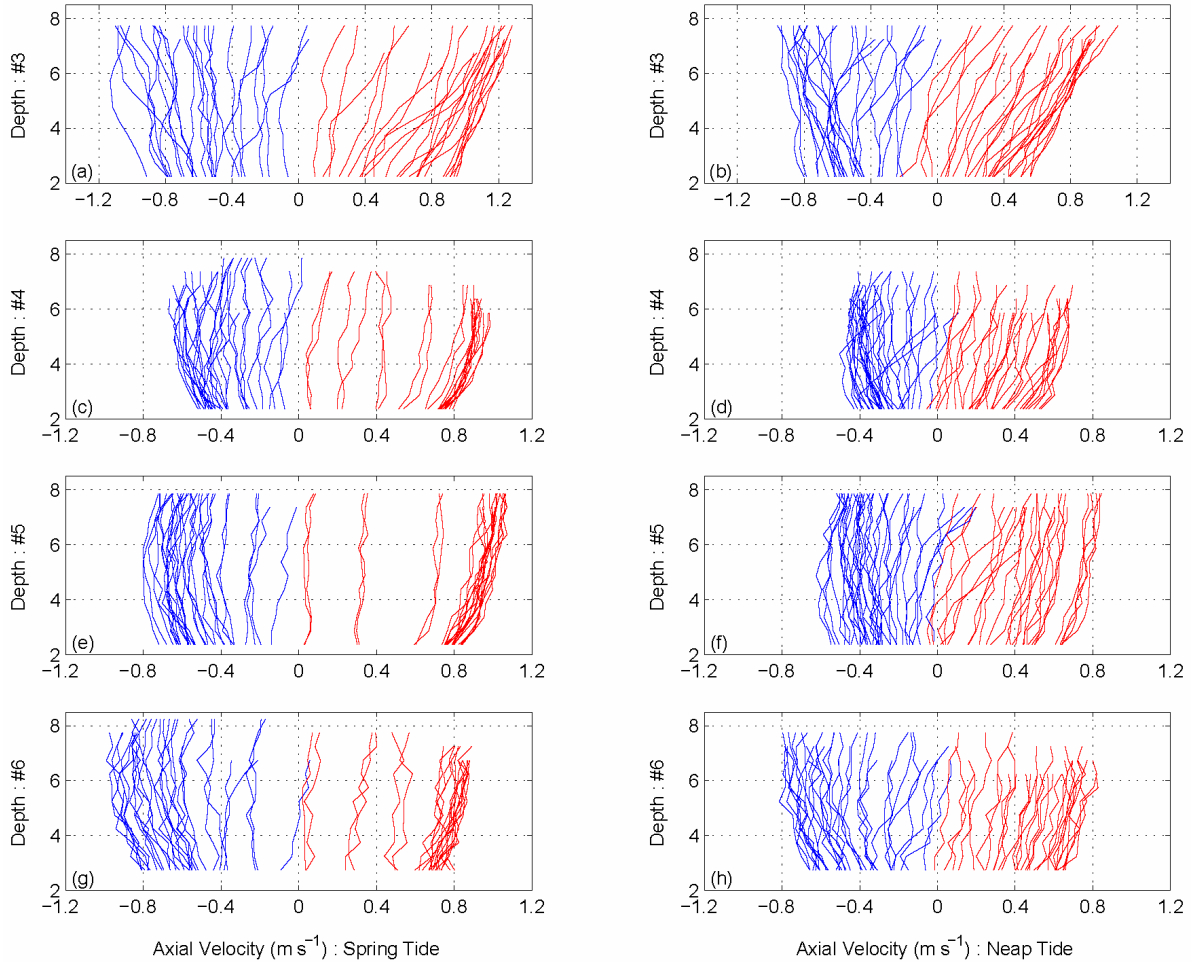 8
6
4
2
Depth : #3
(a)
−1.2 −0.8 −0.4 0 0.4 0.8 1.2
8
6
4
2
Depth : #3
(b)
−1.2 −0.8 −0.4 0 0.4 0.8 1.2
8
6
4
2
Depth : #4
(c)
−1.2 −0.8 −0.4 0 0.4 0.8 1.2
8
6
4
2
Depth : #4
(d)
−1.2 −0.8 −0.4 0 0.4 0.8 1.2
8
6
4
2
Depth : #5
(e)
−1.2 −0.8 −0.4 0 0.4 0.8 1.2
8
6
4
2
Depth : #5
(f)
−1.2 −0.8 −0.4 0 0.4 0.8 1.2
8
6
4
2
Depth : #6
(g)
−1.2 −0.8 −0.4 0 0.4 0.8 1.2
Axial Velocity (m s⁻¹) : Spring Tide
8
6
4
2
Depth : #6
(h)
−1.2 −0.8 −0.4 0 0.4 0.8 1.2
Axial Velocity (m s⁻¹) : Neap Tide